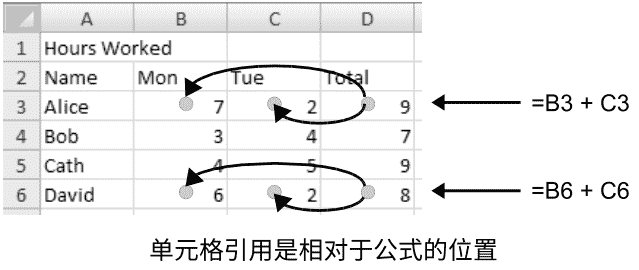 A B C D
1 Hours Worked
2 Name Mon Tue Total
3 Alice 7 2 9 =B3 + C3
4 Bob 3 4 7
5 Cath 4 5 9
6 David 6 2 8 =B6 + C6
单元格引用是相对于公式的位置